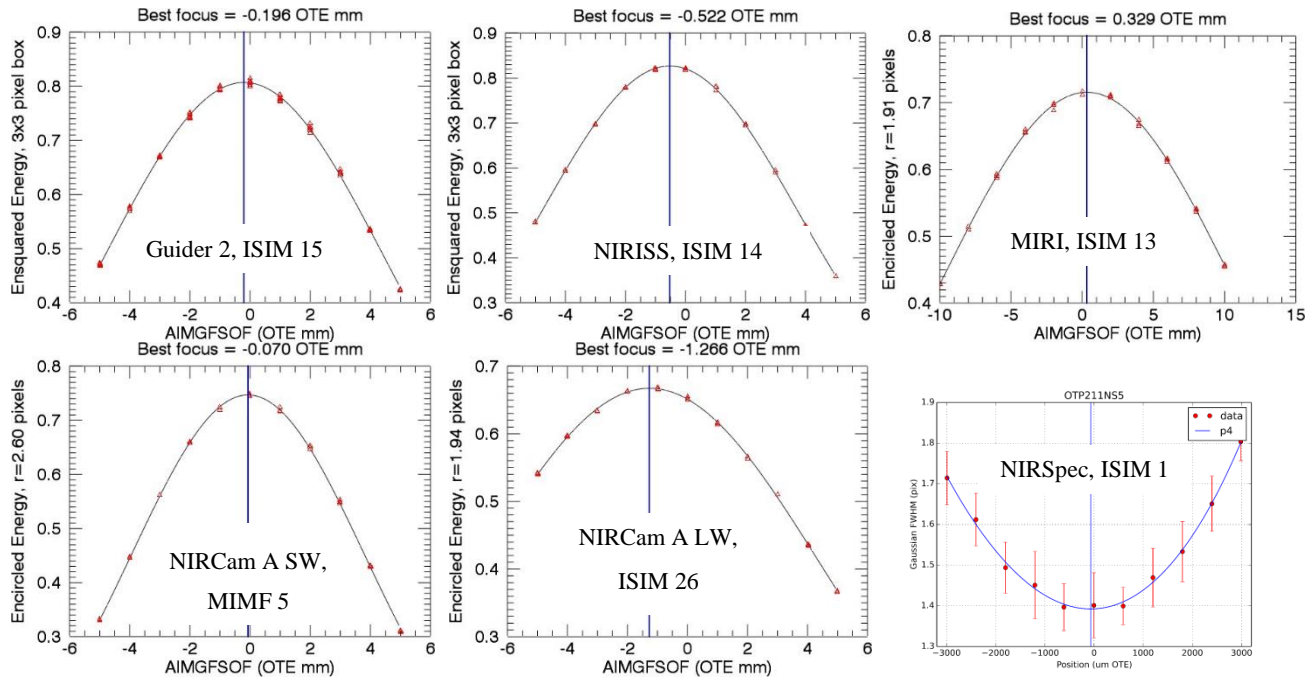 Best focus = -0.196 OTE mm
Ensquared Energy, 3x3 pixel box
0.9
0.8
0.7
0.6
0.5
0.4
Guider 2, ISIM 15
-6 -4 -2 0 2 4 6
AIMGFSOF (OTE mm)
Best focus = -0.522 OTE mm
Ensquared Energy, 3x3 pixel box
0.9
0.8
0.7
0.6
0.5
0.4
0.3
NIRISS, ISIM 14
-6 -4 -2 0 2 4 6
AIMGFSOF (OTE mm)
Best focus = 0.329 OTE mm
Encircled Energy, r=1.91 pixels
0.8
0.7
0.6
0.5
0.4
MIRI, ISIM 13
-10 -5 0 5 10 15
AIMGFSOF (OTE mm)
Best focus = -0.070 OTE mm
Encircled Energy, r=2.60 pixels
0.8
0.7
0.6
0.5
0.4
0.3
NIRCam A SW,
MIMF 5
-6 -4 -2 0 2 4 6
AIMGFSOF (OTE mm)
Best focus = -1.266 OTE mm
Encircled Energy, r=1.94 pixels
0.7
0.6
0.5
0.4
0.3
NIRCam A LW,
ISIM 26
-6 -4 -2 0 2 4 6
AIMGFSOF (OTE mm)
OTP211NS5
Gaussian FWHM (pix)
1.9
1.8
1.7
1.6
1.5
1.4
1.3
data
p4
NIRSpec, ISIM 1
−3000 −2000 −1000 0 1000 2000 3000
Position (um OTE)